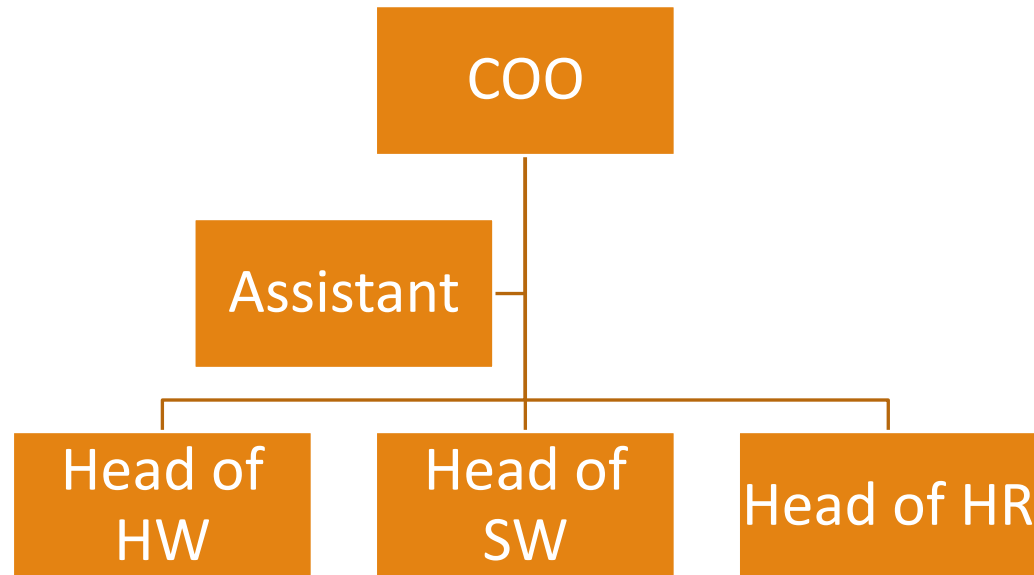 COO
Assistant
Head of
HW
Head of
SW
Head of HR